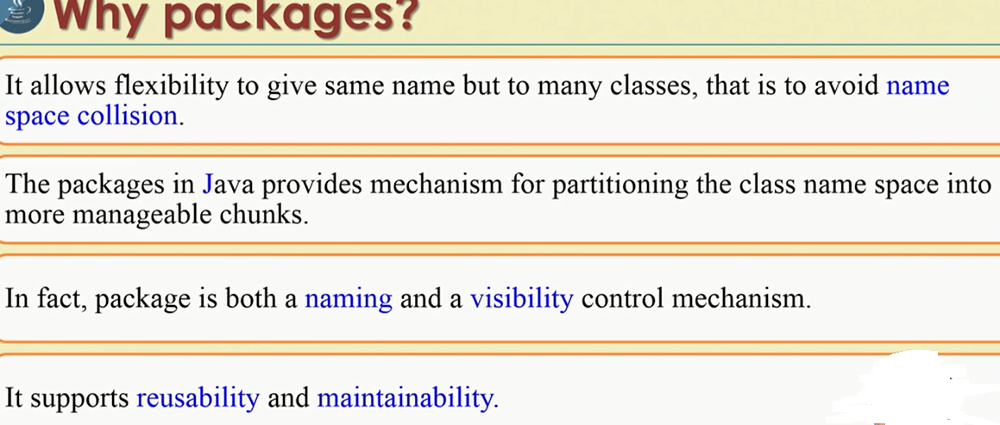 Why packages?
It allows flexibility to give same name but to many classes, that is to avoid name
space collision.
The packages in Java provides mechanism for partitioning the class name space into
more manageable chunks.
In fact, package is both a naming and a visibility control mechanism.
It supports reusability and maintainability.